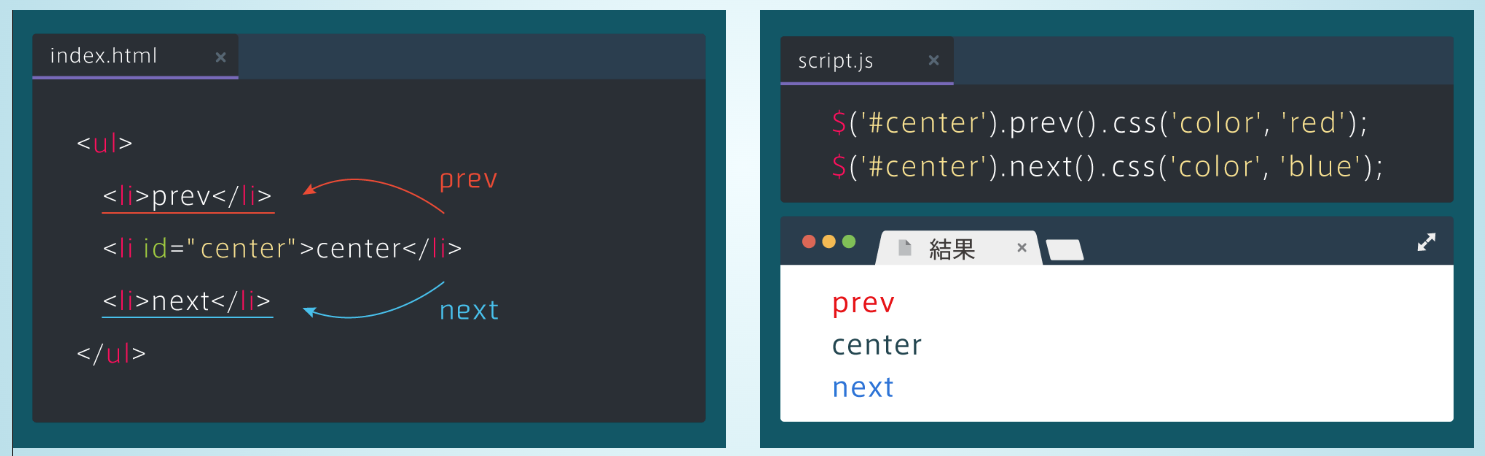 index.html ×
<ul>
<li>prev</li>
prev
<li id="center">center</li>
<li>next</li>
next
</ul>
script.js ×
$('#center').prev().css('color', 'red');
$('#center').next().css('color', 'blue');
結果 ×
prev
center
next